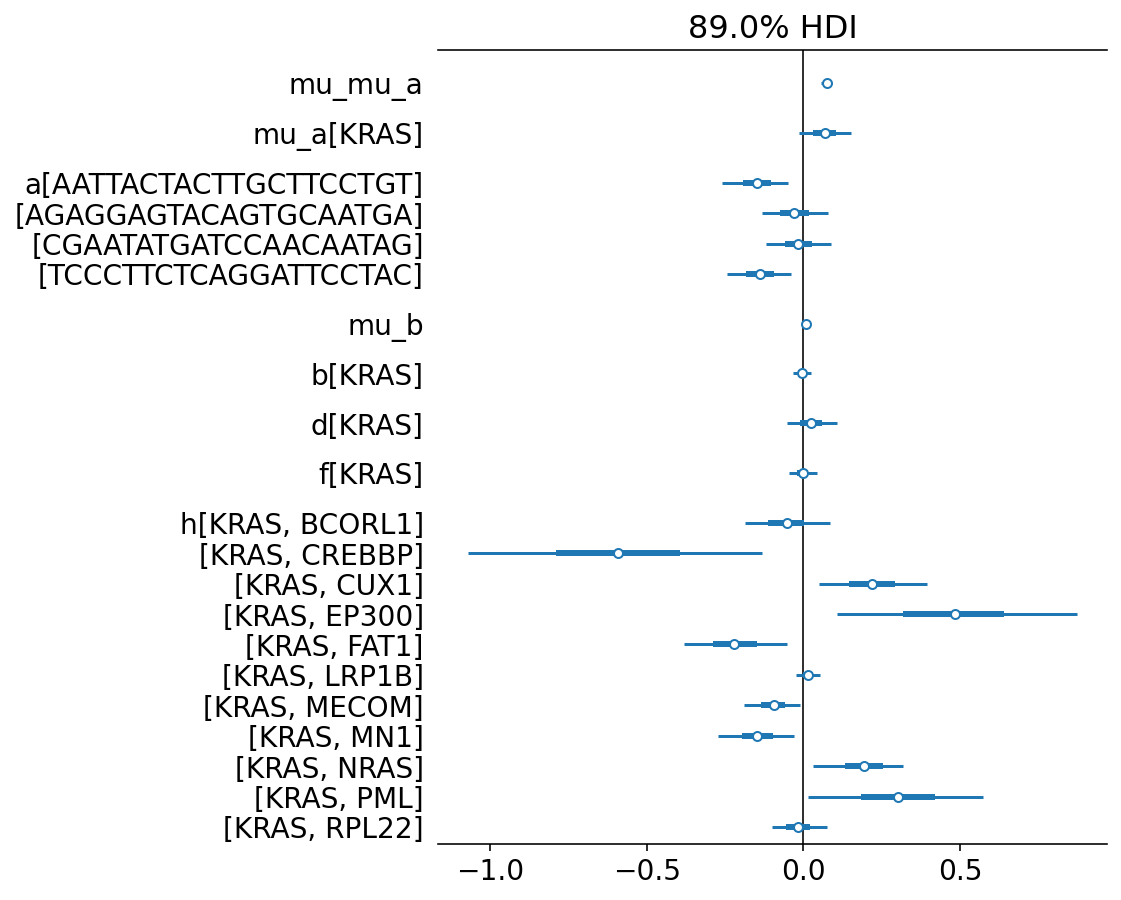 89.0% HDI
mu_mu_a
mu_a[KRAS]
a[AATTACTACTTGCTTCCTGT]
[AGAGGAGTACAGTGCAATGA]
[CGAATATGATCCAACAATAG]
[TCCCTTCTCAGGATTCCTAC]
mu_b
b[KRAS]
d[KRAS]
f[KRAS]
h[KRAS, BCORL1]
[KRAS, CREBBP]
[KRAS, CUX1]
[KRAS, EP300]
[KRAS, FAT1]
[KRAS, LRP1B]
[KRAS, MECOM]
[KRAS, MN1]
[KRAS, NRAS]
[KRAS, PML]
[KRAS, RPL22]
−1.0 −0.5 0.0 0.5